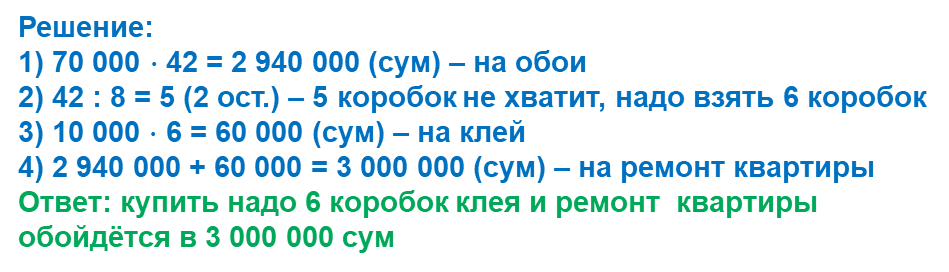 Решение:
1) 70 000 · 42 = 2 940 000 (сум) – на обои
2) 42 : 8 = 5 (2 ост.) – 5 коробок не хватит, надо взять 6 коробок
3) 10 000 · 6 = 60 000 (сум) – на клей
4) 2 940 000 + 60 000 = 3 000 000 (сум) – на ремонт квартиры
Ответ: купить надо 6 коробок клея и ремонт квартиры
обойдётся в 3 000 000 сум